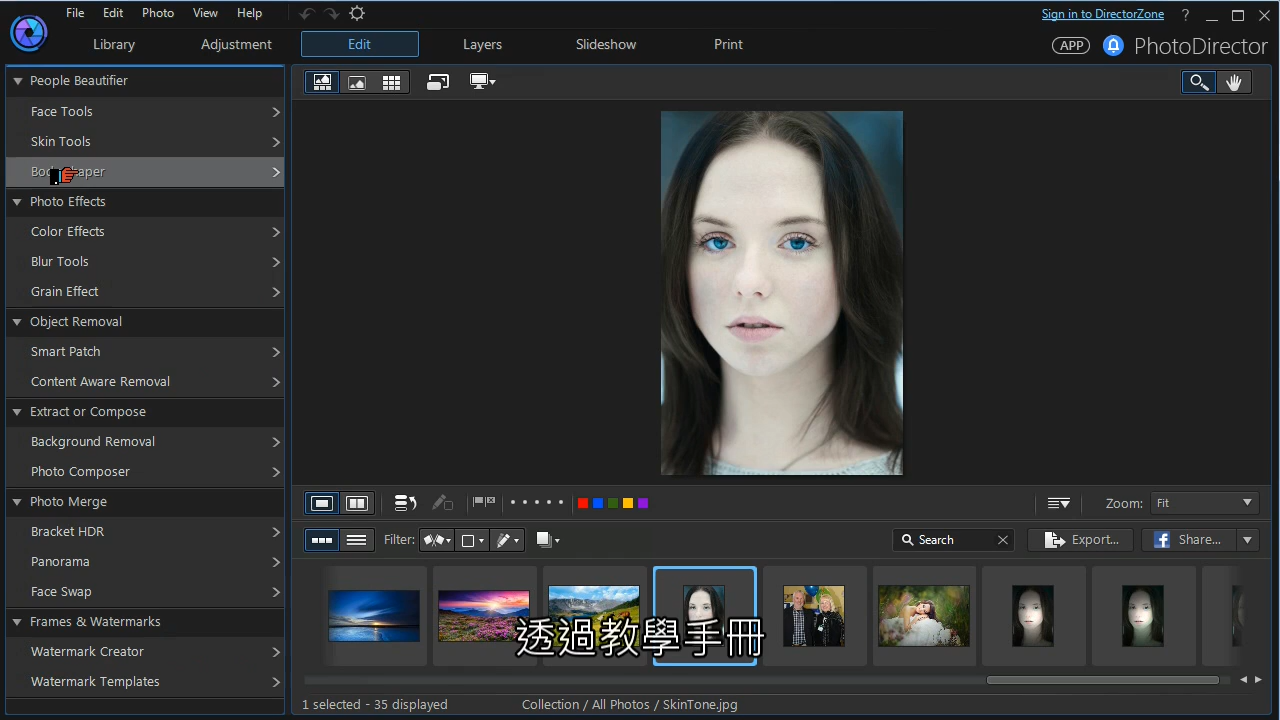 File Edit Photo View Help
Sign in to DirectorZone ?
Library Adjustment Edit Layers Slideshow Print
APP PhotoDirector
People Beautifier
Face Tools
Skin Tools
Photo Effects
Color Effects
Blur Tools
Grain Effect
Object Removal
Smart Patch
Content Aware Removal
Extract or Compose
Background Removal
Photo Composer
Photo Merge
Bracket HDR
Panorama
Face Swap
Frames & Watermarks
Watermark Creator
Watermark Templates
Zoom: Fit
Filter: Search Export... Share...
透過教學手冊
1 selected - 35 displayed Collection / All Photos / SkinTone.jpg